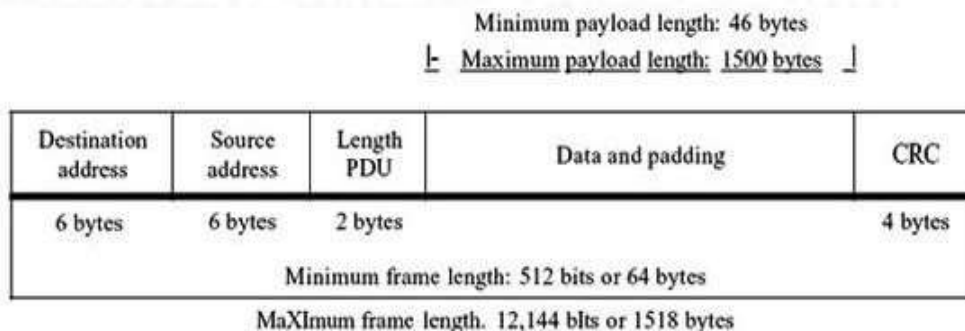 Minimum payload length: 46 bytes
|- Maximum payload length: 1500 bytes _|
Destination address
Source address
Length PDU
Data and padding
CRC
6 bytes 6 bytes 2 bytes 4 bytes
Minimum frame length: 512 bits or 64 bytes
MaXImum frame length. 12,144 blts or 1518 bytes